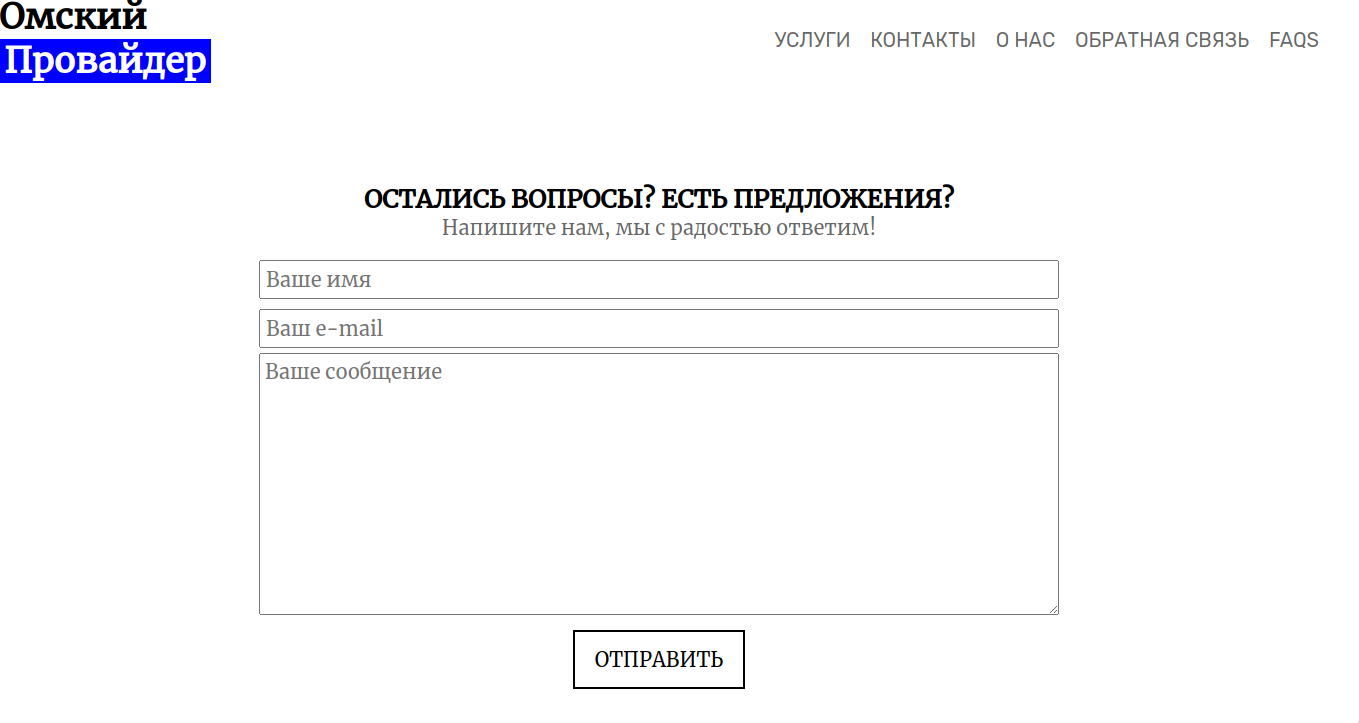 Омский
Провайдер
УСЛУГИ КОНТАКТЫ О НАС ОБРАТНАЯ СВЯЗЬ FAQS
ОСТАЛИСЬ ВОПРОСЫ? ЕСТЬ ПРЕДЛОЖЕНИЯ?
Напишите нам, мы с радостью ответим!
Ваше имя
Ваш e-mail
Ваше сообщение
ОТПРАВИТЬ